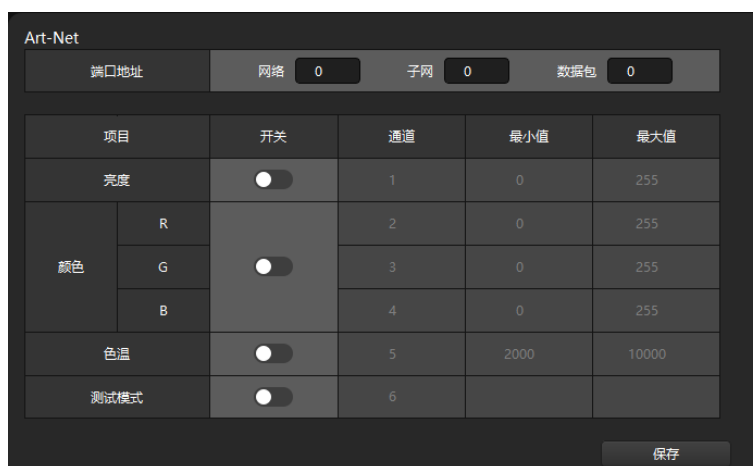 Art-Net
端口地址 网络 0 子网 0 数据包 0
项目 开关 通道 最小值 最大值
亮度 1 0 255
R 2 0 255
颜色 G 3 0 255
B 4 0 255
色温 5 2000 10000
测试模式 6
保存